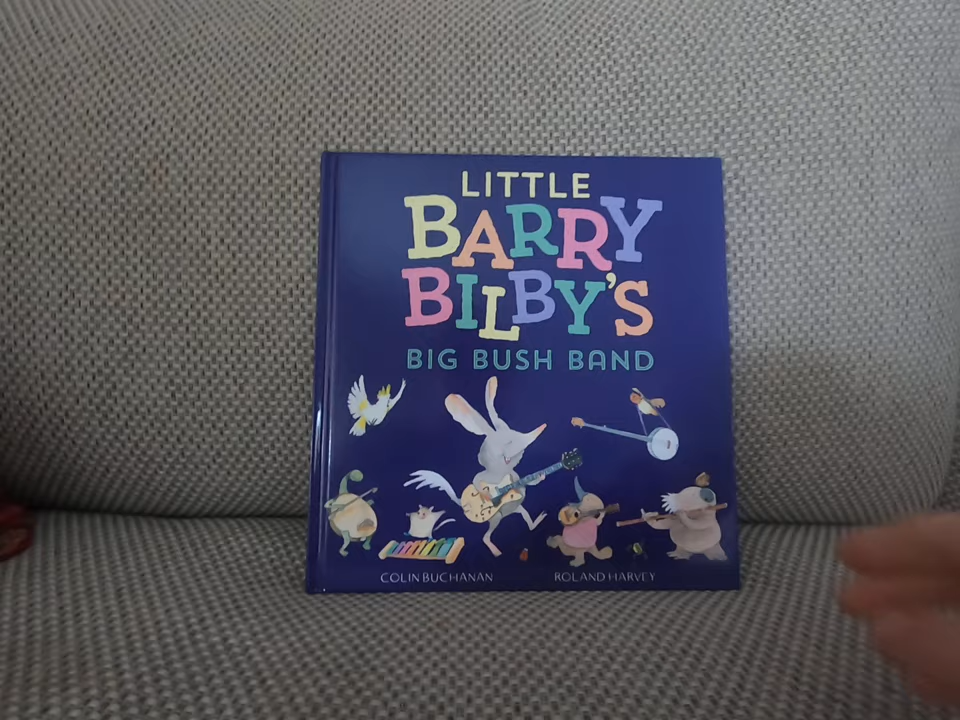 LITTLE
BARRY
BILBY'S
BIG BUSH BAND
COLIN BUCHANAN ROLAND HARVEY